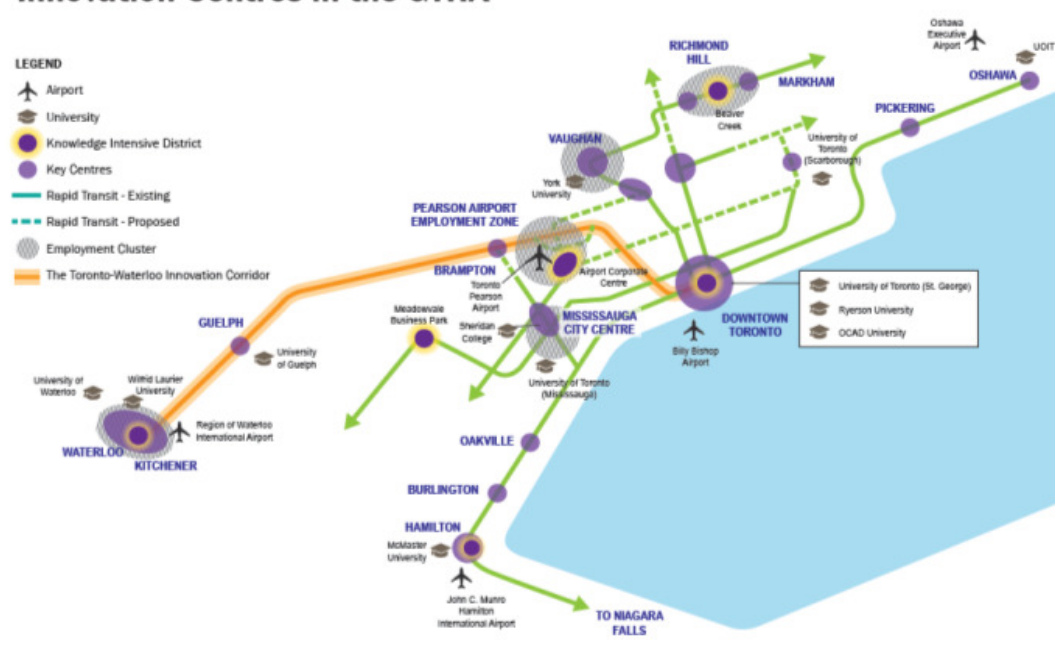 Innovation Centres in the GTHA
LEGEND
Airport
University
Knowledge Intensive District
Key Centres
Rapid Transit - Existing
Rapid Transit - Proposed
Employment Cluster
The Toronto-Waterloo Innovation Corridor
Oshawa
Executive
Airport
UOIT
OSHAWA
PICKERING
RICHMOND
HILL
MARKHAM
Beaver
Creek
VAUGHAN
York
University
University of
Toronto
(Scarborough)
PEARSON AIRPORT
EMPLOYMENT ZONE
BRAMPTON
Toronto
Pearson
Airport
Airport Corporate
Centre
Meadowvale
Business Park
Sheridan
College
MISSISSAUGA
CITY CENTRE
University of Toronto
(Mississauga)
DOWNTOWN
TORONTO
Billy Bishop
Airport
University of Toronto (St. George)
Ryerson University
OCAD University
GUELPH
University
of Guelph
University of
Waterloo
Wilfrid Laurier
University
Region of Waterloo
International Airport
WATERLOO
KITCHENER
OAKVILLE
BURLINGTON
HAMILTON
McMaster
University
John C. Munro
Hamilton
International Airport
TO NIAGARA
FALLS